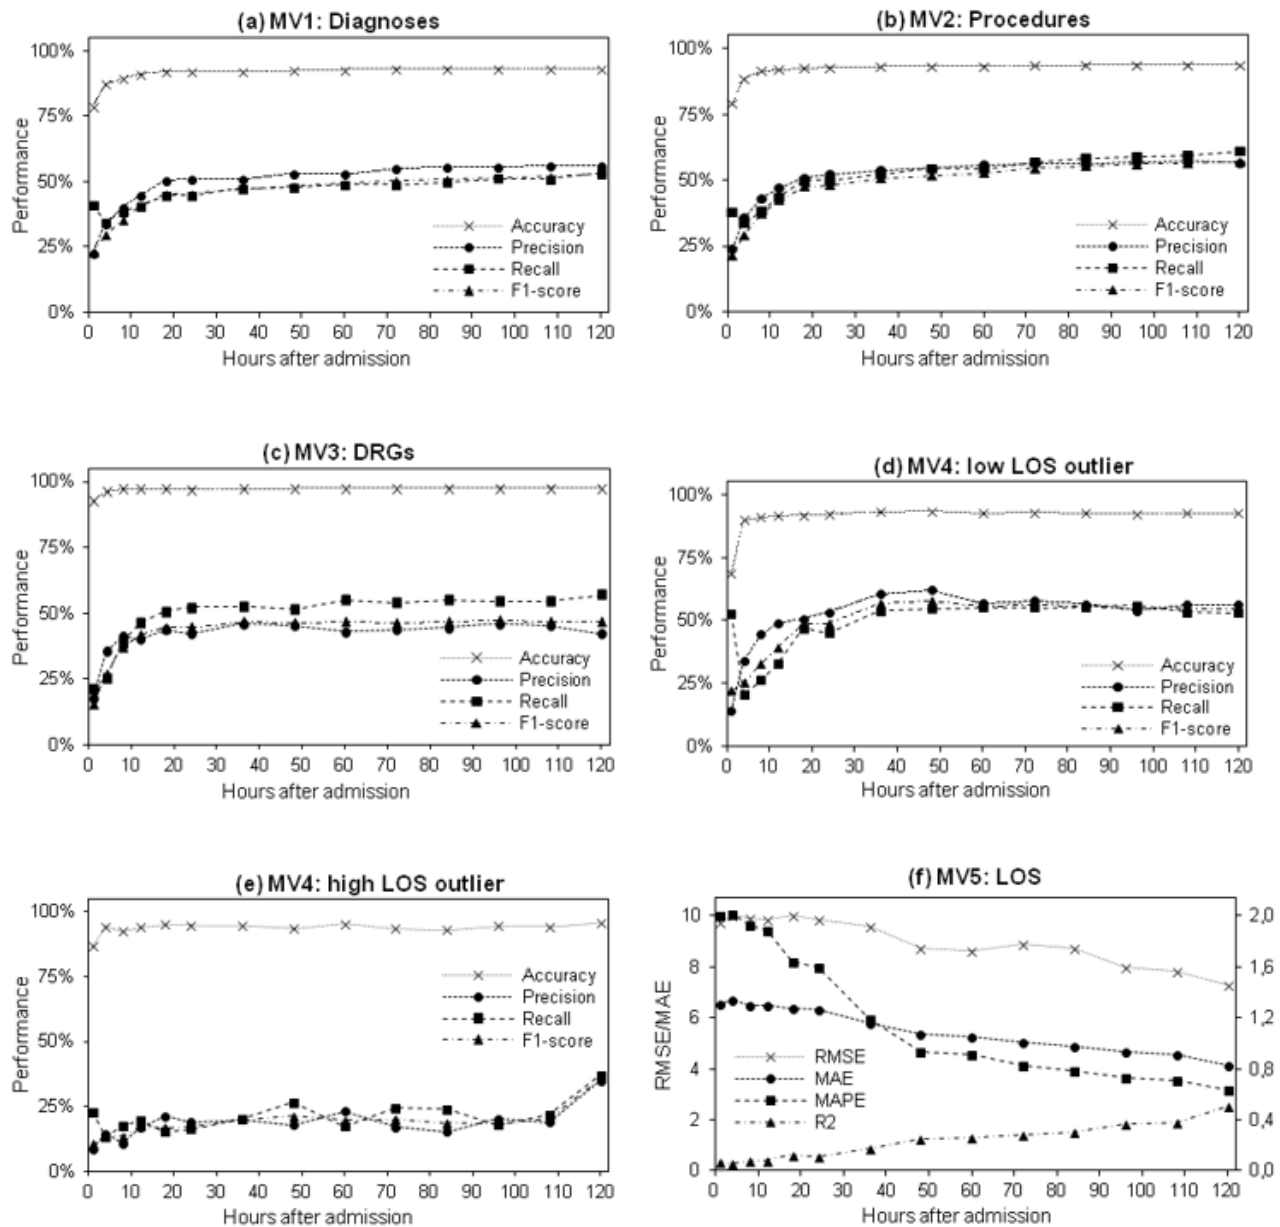 (a) MV1: Diagnoses
100%
75%
50%
25%
0%
Performance
Accuracy
Precision
Recall
F1-score
0 10 20 30 40 50 60 70 80 90 100 110 120
Hours after admission
(b) MV2: Procedures
100%
75%
50%
25%
0%
Performance
Accuracy
Precision
Recall
F1-score
0 10 20 30 40 50 60 70 80 90 100 110 120
Hours after admission
(c) MV3: DRGs
100%
75%
50%
25%
0%
Performance
Accuracy
Precision
Recall
F1-score
0 10 20 30 40 50 60 70 80 90 100 110 120
Hours after admission
(d) MV4: low LOS outlier
100%
75%
50%
25%
0%
Performance
Accuracy
Precision
Recall
F1-score
0 10 20 30 40 50 60 70 80 90 100 110 120
Hours after admission
(e) MV4: high LOS outlier
100%
75%
50%
25%
0%
Performance
Accuracy
Precision
Recall
F1-score
0 10 20 30 40 50 60 70 80 90 100 110 120
Hours after admission
(f) MV5: LOS
10
8
6
4
2
0
RMSE/MAE
RMSE
MAE
MAPE
R2
2,0
1,6
1,2
0,8
0,4
0,0
0 10 20 30 40 50 60 70 80 90 100 110 120
Hours after admission